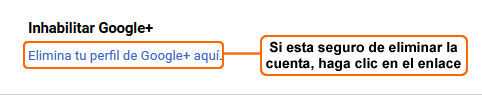 Inhabilitar Google+
Elimina tu perfil de Google+ aquí.
Si esta seguro de eliminar la
cuenta, haga clic en el enlace